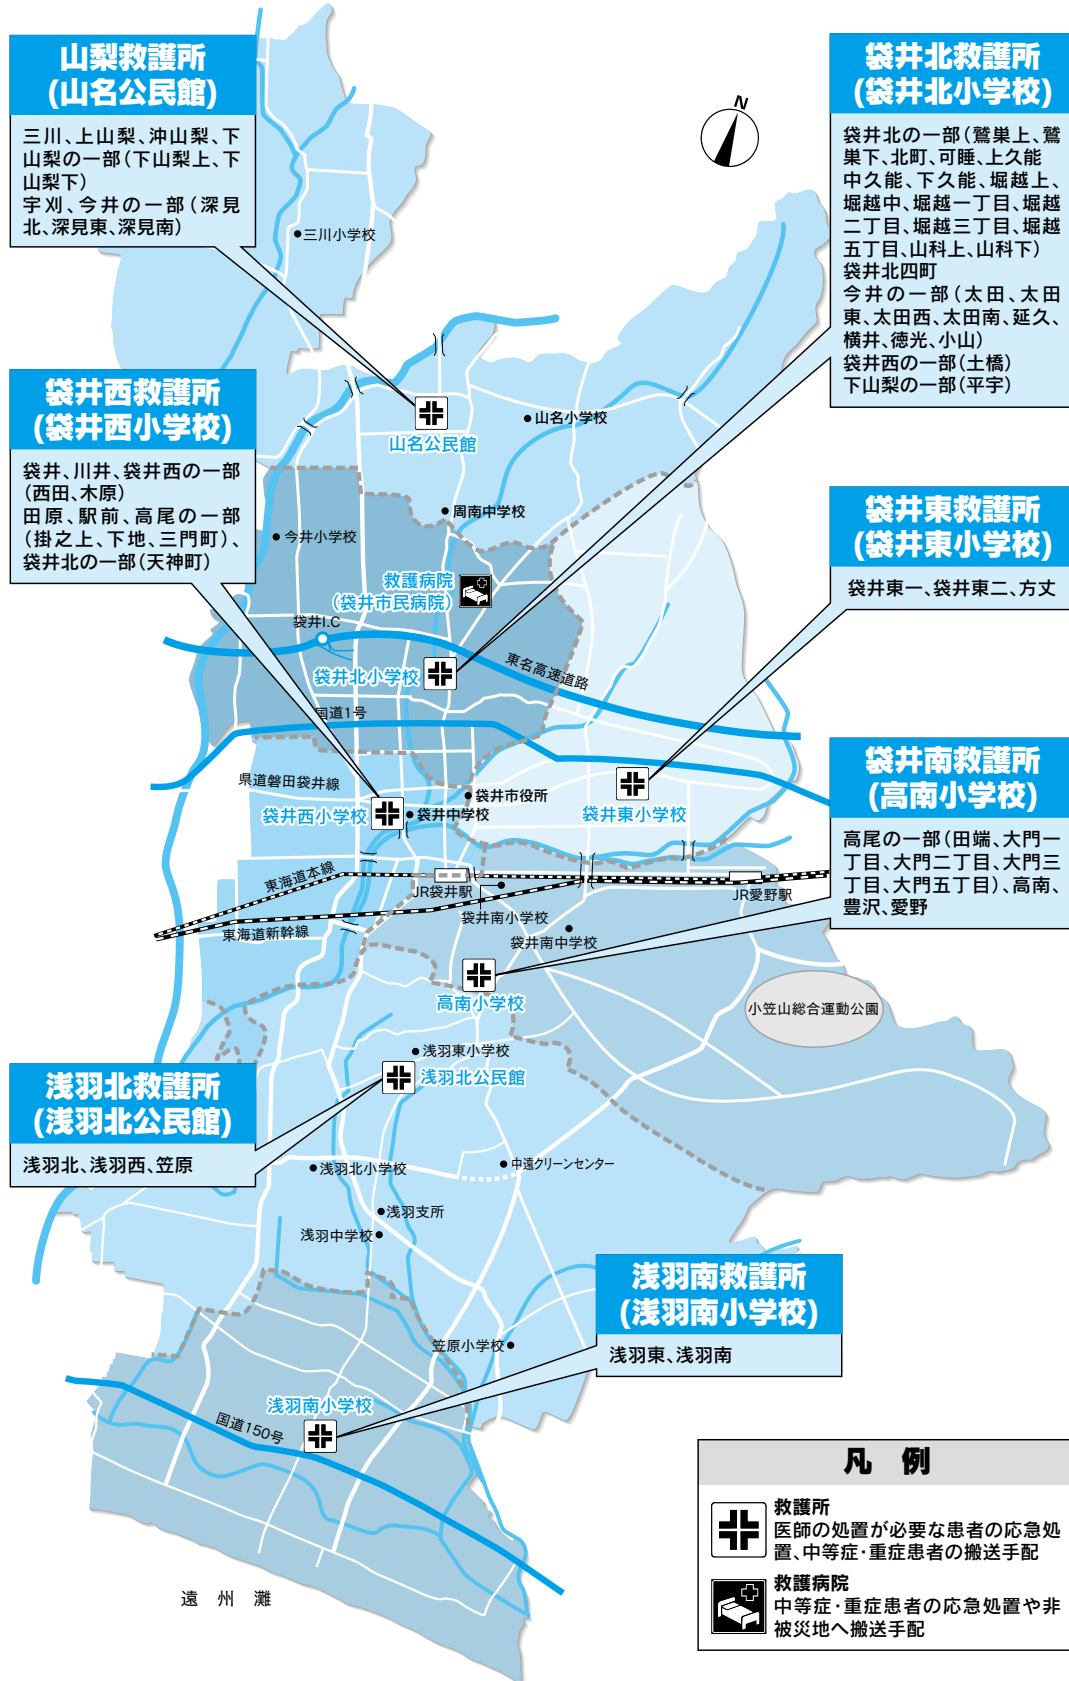 山梨救護所
(山名公民館)
三川、上山梨、沖山梨、下
山梨の一部(下山梨上、下
山梨下)
宇刈、今井の一部(深見
北、深見東、深見南)
袋井北救護所
(袋井北小学校)
袋井北の一部(鷲巣上、鷲
巣下、北町、可睡、上久能
中久能、下久能、堀越上、
堀越中、堀越一丁目、堀越
二丁目、堀越三丁目、堀越
五丁目、山科上、山科下)
袋井北四町
今井の一部(太田、太田
東、太田西、太田南、延久、
横井、徳光、小山)
袋井西の一部(土橋)
下山梨の一部(平宇)
N
三川小学校
袋井西救護所
(袋井西小学校)
袋井、川井、袋井西の一部
(西田、木原)
田原、駅前、高尾の一部
(掛之上、下地、三門町)、
袋井北の一部(天神町)
山名公民館
山名小学校
周南中学校
今井小学校
救護病院
(袋井市民病院)
袋井I.C
袋井北小学校
東名高速道路
国道1号
袋井東救護所
(袋井東小学校)
袋井東一、袋井東二、方丈
県道磐田袋井線
袋井西小学校
袋井市役所
袋井中学校
袋井東小学校
袋井南救護所
(高南小学校)
高尾の一部(田端、大門一
丁目、大門二丁目、大門三
丁目、大門五丁目)、高南、
豊沢、愛野
東海道本線
JR袋井駅
JR愛野駅
袋井南小学校
東海道新幹線
袋井南中学校
高南小学校
小笠山総合運動公園
浅羽東小学校
浅羽北公民館
浅羽北救護所
(浅羽北公民館)
浅羽北、浅羽西、笠原
浅羽北小学校
中遠クリーンセンター
浅羽支所
浅羽中学校
浅羽南救護所
(浅羽南小学校)
浅羽東、浅羽南
笠原小学校
浅羽南小学校
国道150号
遠州灘
凡例
救護所
医師の処置が必要な患者の応急処
置、中等症・重症患者の搬送手配
救護病院
中等症・重症患者の応急処置や非
被災地へ搬送手配